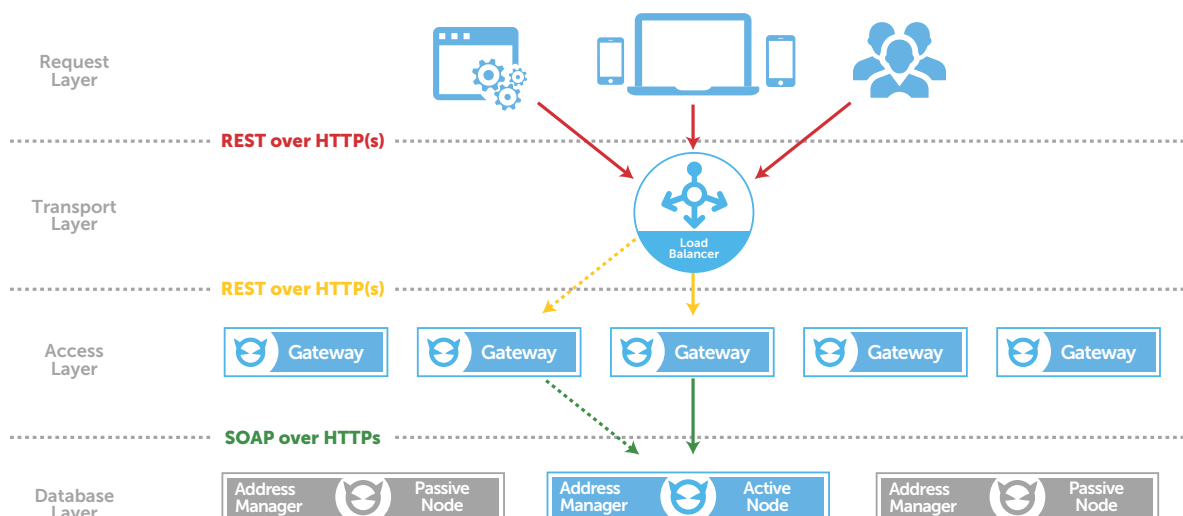 Request
Layer
REST over HTTP(s)
Transport
Layer
Load
Balancer
REST over HTTP(s)
Access
Layer
Gateway
Gateway
Gateway
Gateway
Gateway
SOAP over HTTPs
Database
Layer
Address
Manager
Passive
Node
Address
Manager
Active
Node
Address
Manager
Passive
Node